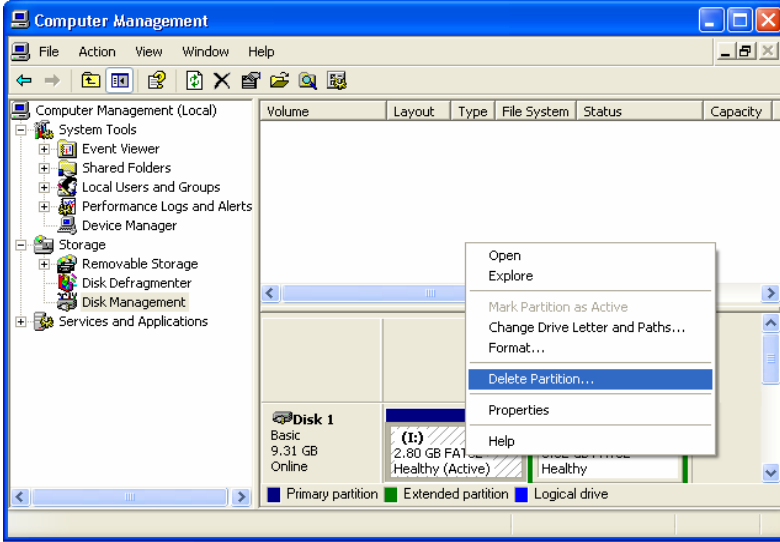 Computer Management
File Action View Window Help
Computer Management (Local)
System Tools
Event Viewer
Shared Folders
Local Users and Groups
Performance Logs and Alerts
Device Manager
Storage
Removable Storage
Disk Defragmenter
Disk Management
Services and Applications
Volume Layout Type File System Status Capacity
Open
Explore
Mark Partition as Active
Change Drive Letter and Paths...
Format...
Delete Partition...
Properties
Help
Disk 1
Basic
9.31 GB
Online
(I:)
2.80 GB
Healthy (Active)
Healthy
Primary partition Extended partition Logical drive